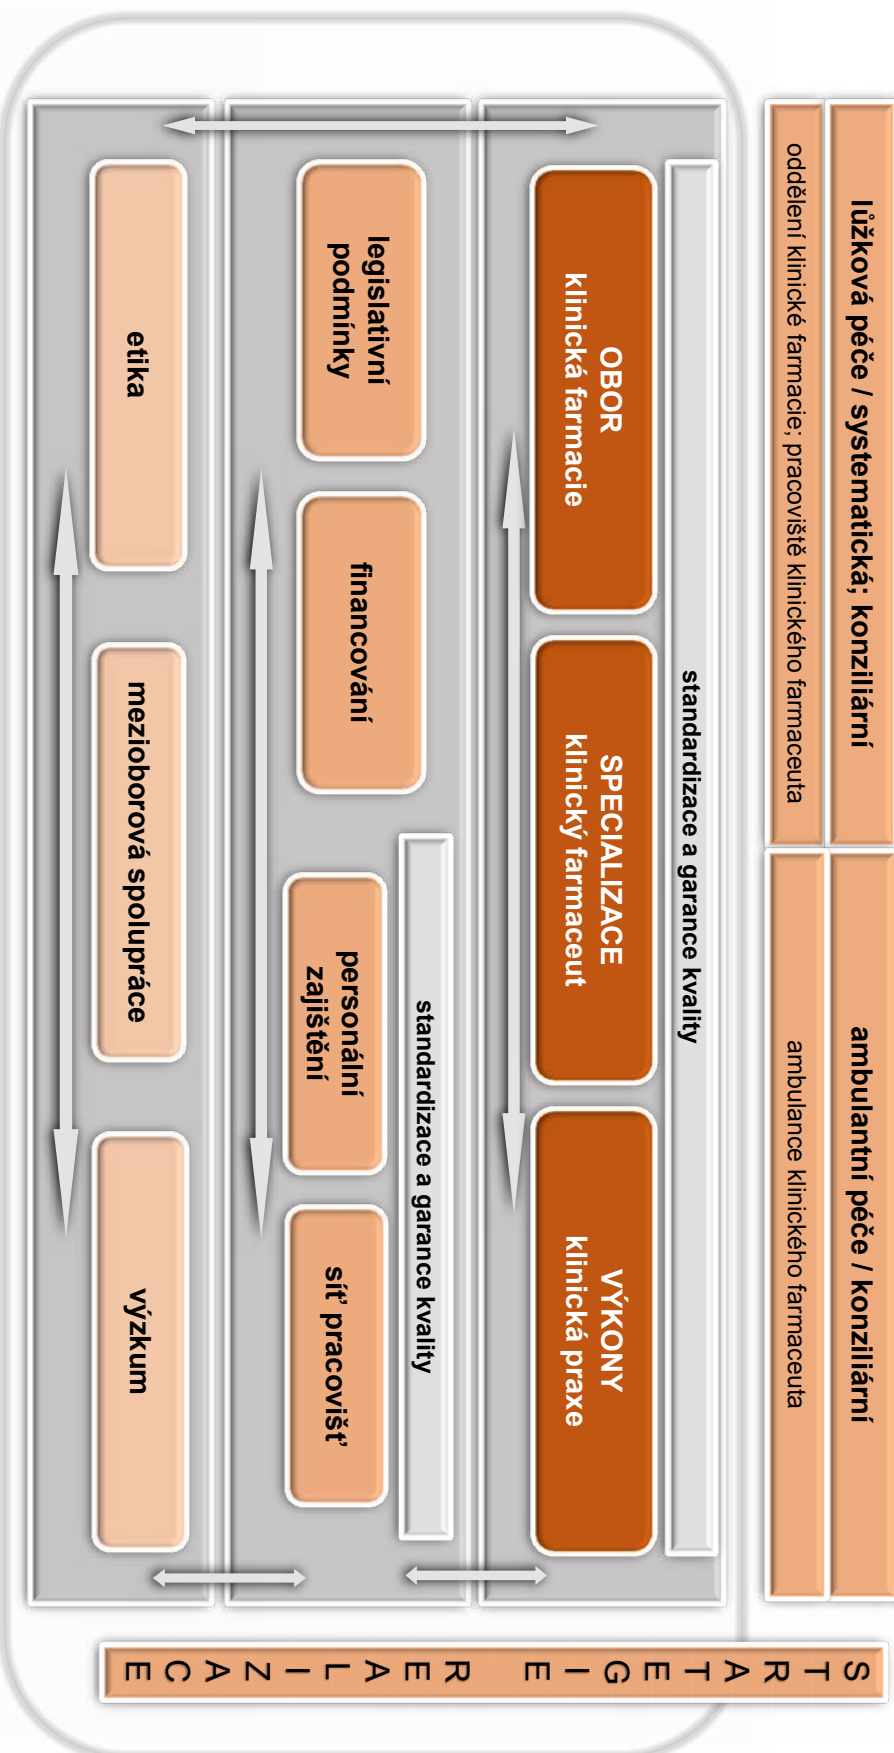 lůžková péče / systematická; konziliární
ambulantní péče / konziliární
oddělení klinické farmacie; pracoviště klinického farmaceuta
ambulance klinického farmaceuta
standardizace a garance kvality
OBOR
klinická farmacie
SPECIALIZACE
klinický farmaceut
VÝKONY
klinická praxe
legislativní
podmínky
financování
standardizace a garance kvality
personální
zajištění
síť pracovišť
etika
mezioborová spolupráce
výzkum
STRATEGIE REALIZACE